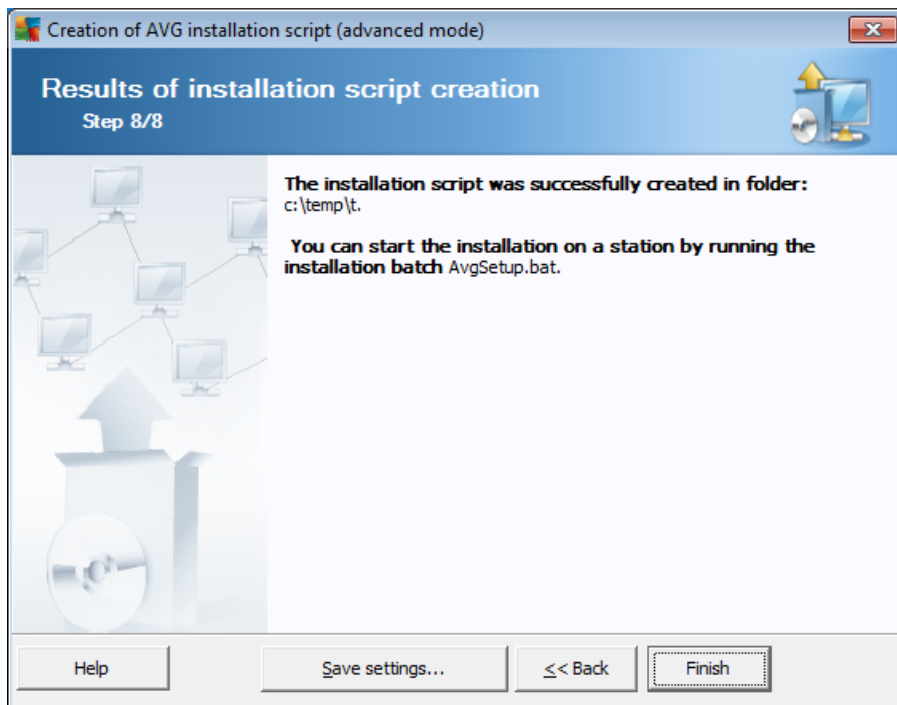 Creation of AVG installation script (advanced mode)
Results of installation script creation
Step 8/8
The installation script was successfully created in folder:
c:\temp\t.
You can start the installation on a station by running the
installation batch AvgSetup.bat.
Help
Save settings...
<< Back
Finish